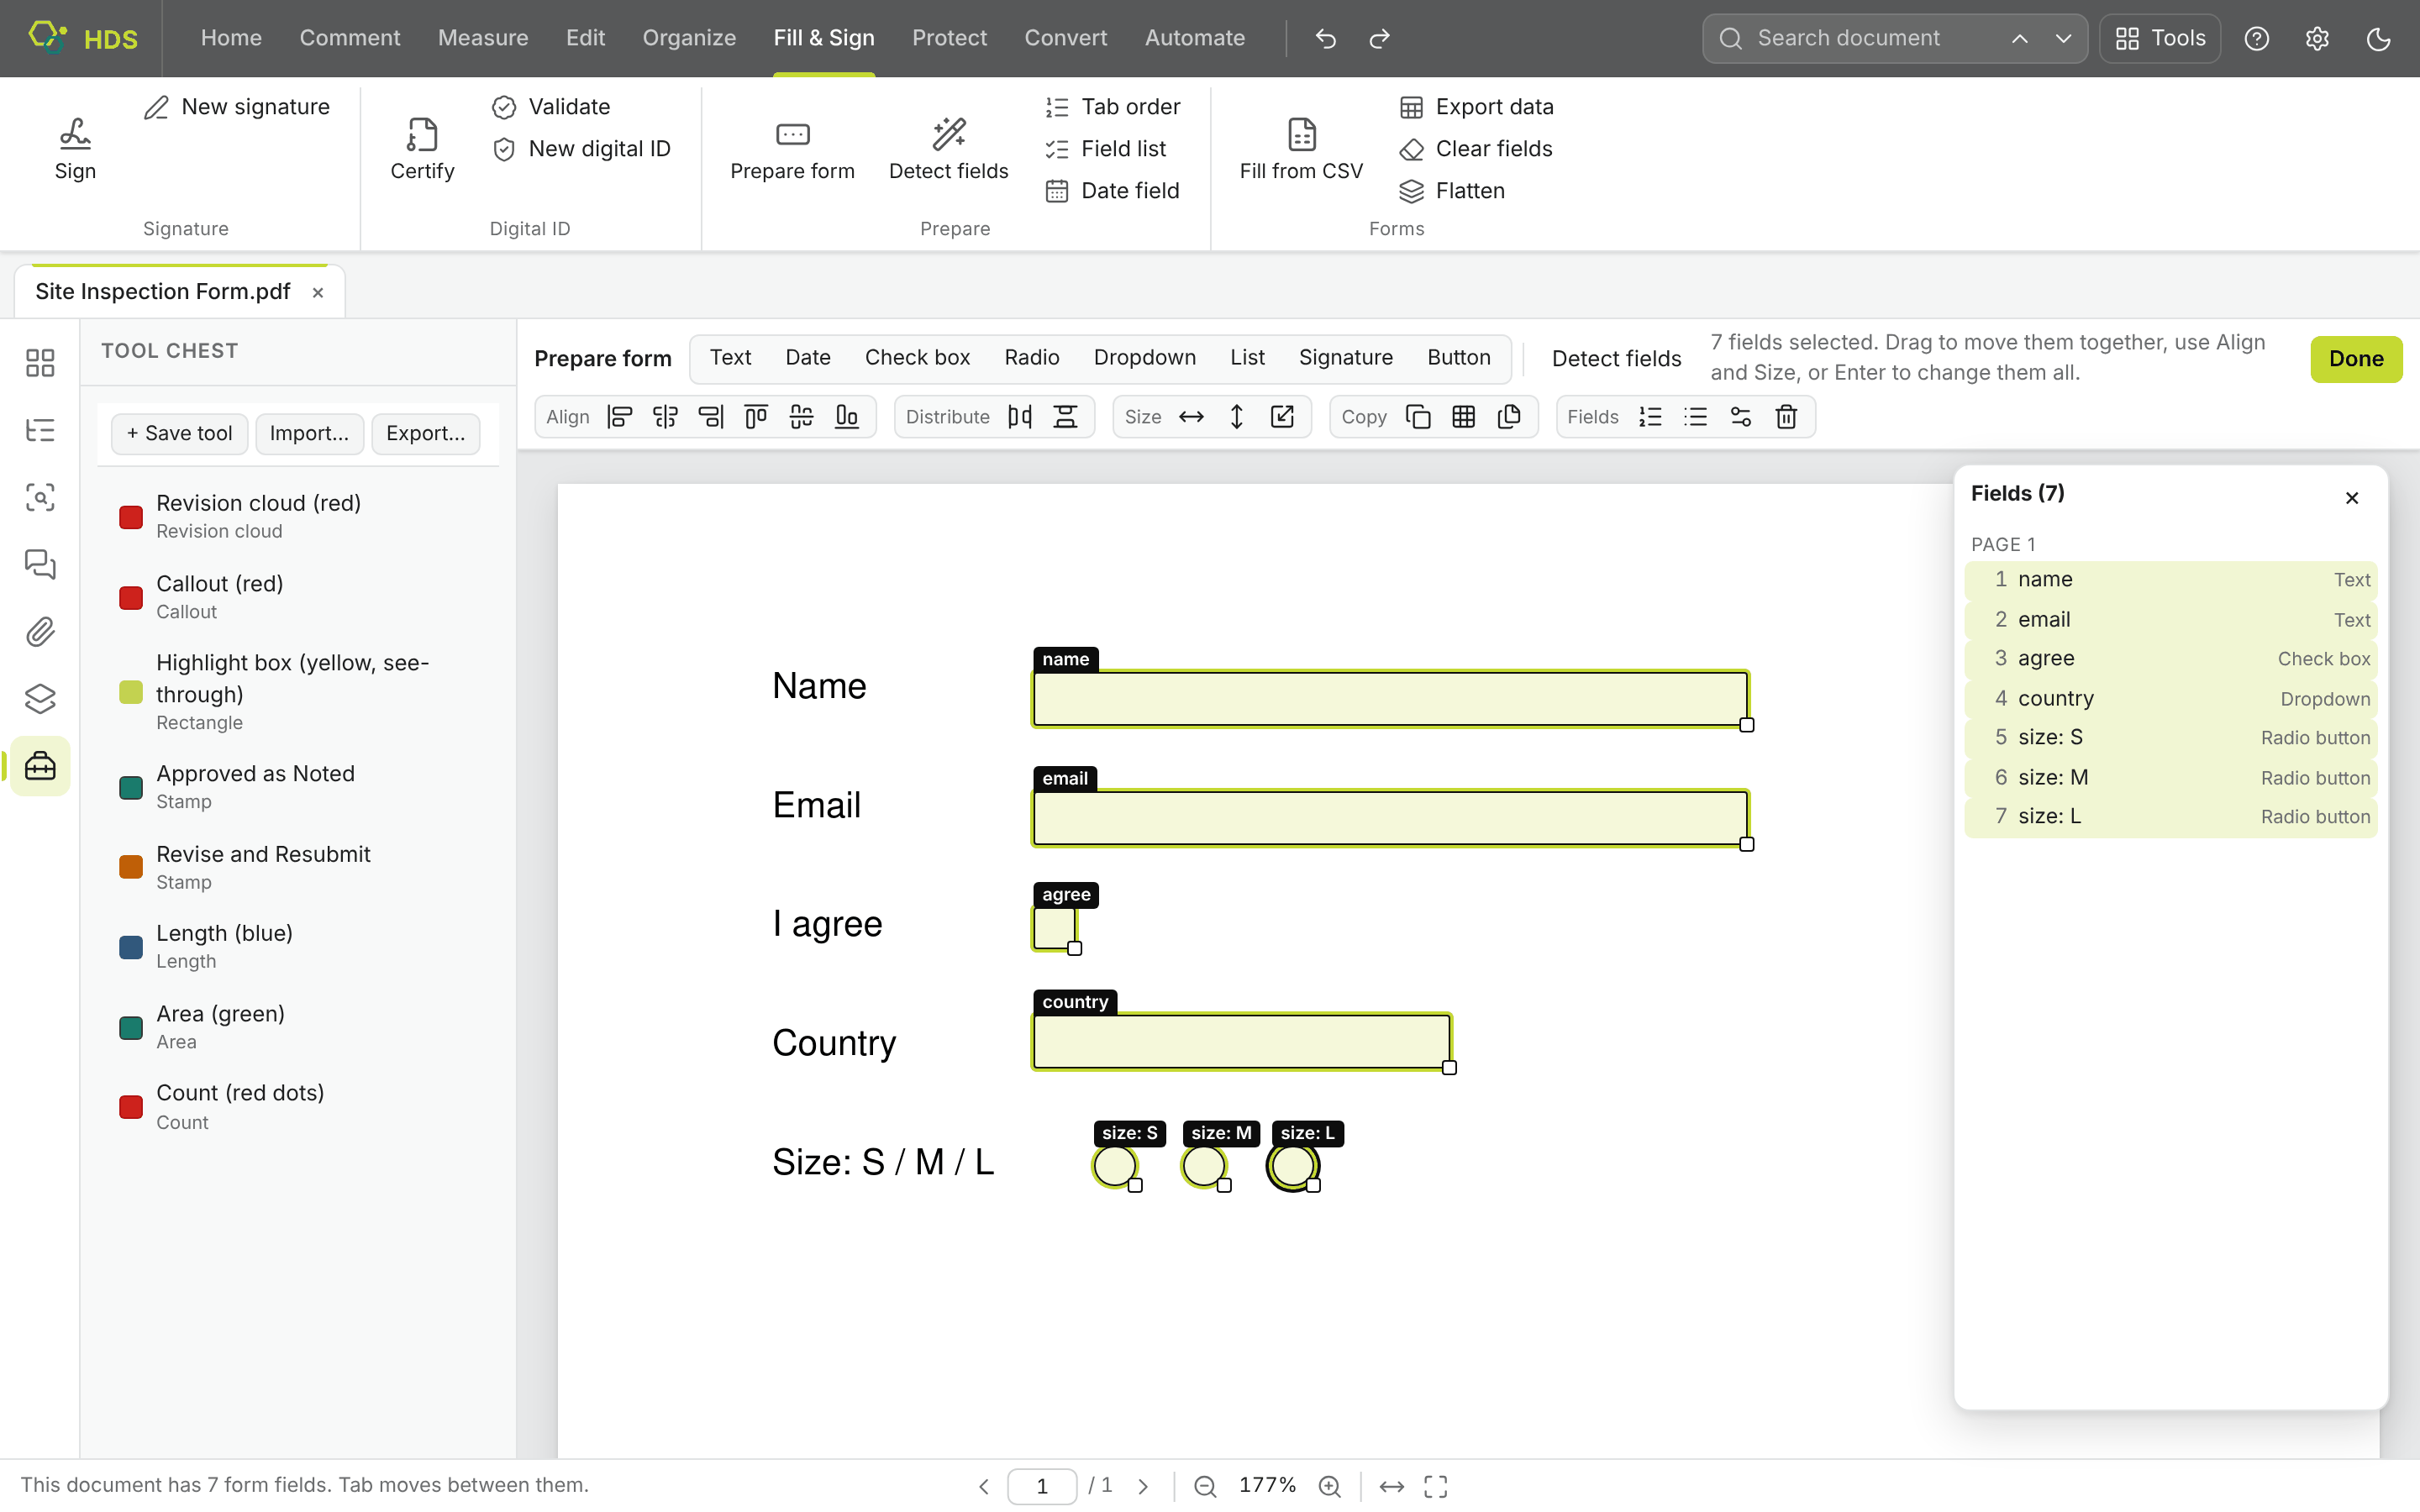 HDS
Home
Comment
Measure
Edit
Organize
Fill & Sign
Protect
Convert
Automate
Search document
Tools
Sign
New signature
Signature
Certify
Validate
New digital ID
Digital ID
Prepare form
Detect fields
Tab order
Field list
Date field
Prepare
Fill from CSV
Export data
Clear fields
Flatten
Forms
Site Inspection Form.pdf
TOOL CHEST
+ Save tool
Import...
Export...
Revision cloud (red)
Revision cloud
Callout (red)
Callout
Highlight box (yellow, see-
through)
Rectangle
Approved as Noted
Stamp
Revise and Resubmit
Stamp
Length (blue)
Length
Area (green)
Area
Count (red dots)
Count
Prepare form
Text
Date
Check box
Radio
Dropdown
List
Signature
Button
Detect fields
7 fields selected. Drag to move them together, use Align
and Size, or Enter to change them all.
Done
Align
Distribute
Size
Copy
Fields
Name
name
Email
email
I agree
agree
Country
country
Size: S / M / L
size: S
size: M
size: L
Fields (7)
PAGE 1
1 name Text
2 email Text
3 agree Check box
4 country Dropdown
5 size: S Radio button
6 size: M Radio button
7 size: L Radio button
This document has 7 form fields. Tab moves between them.
1 / 1
177%